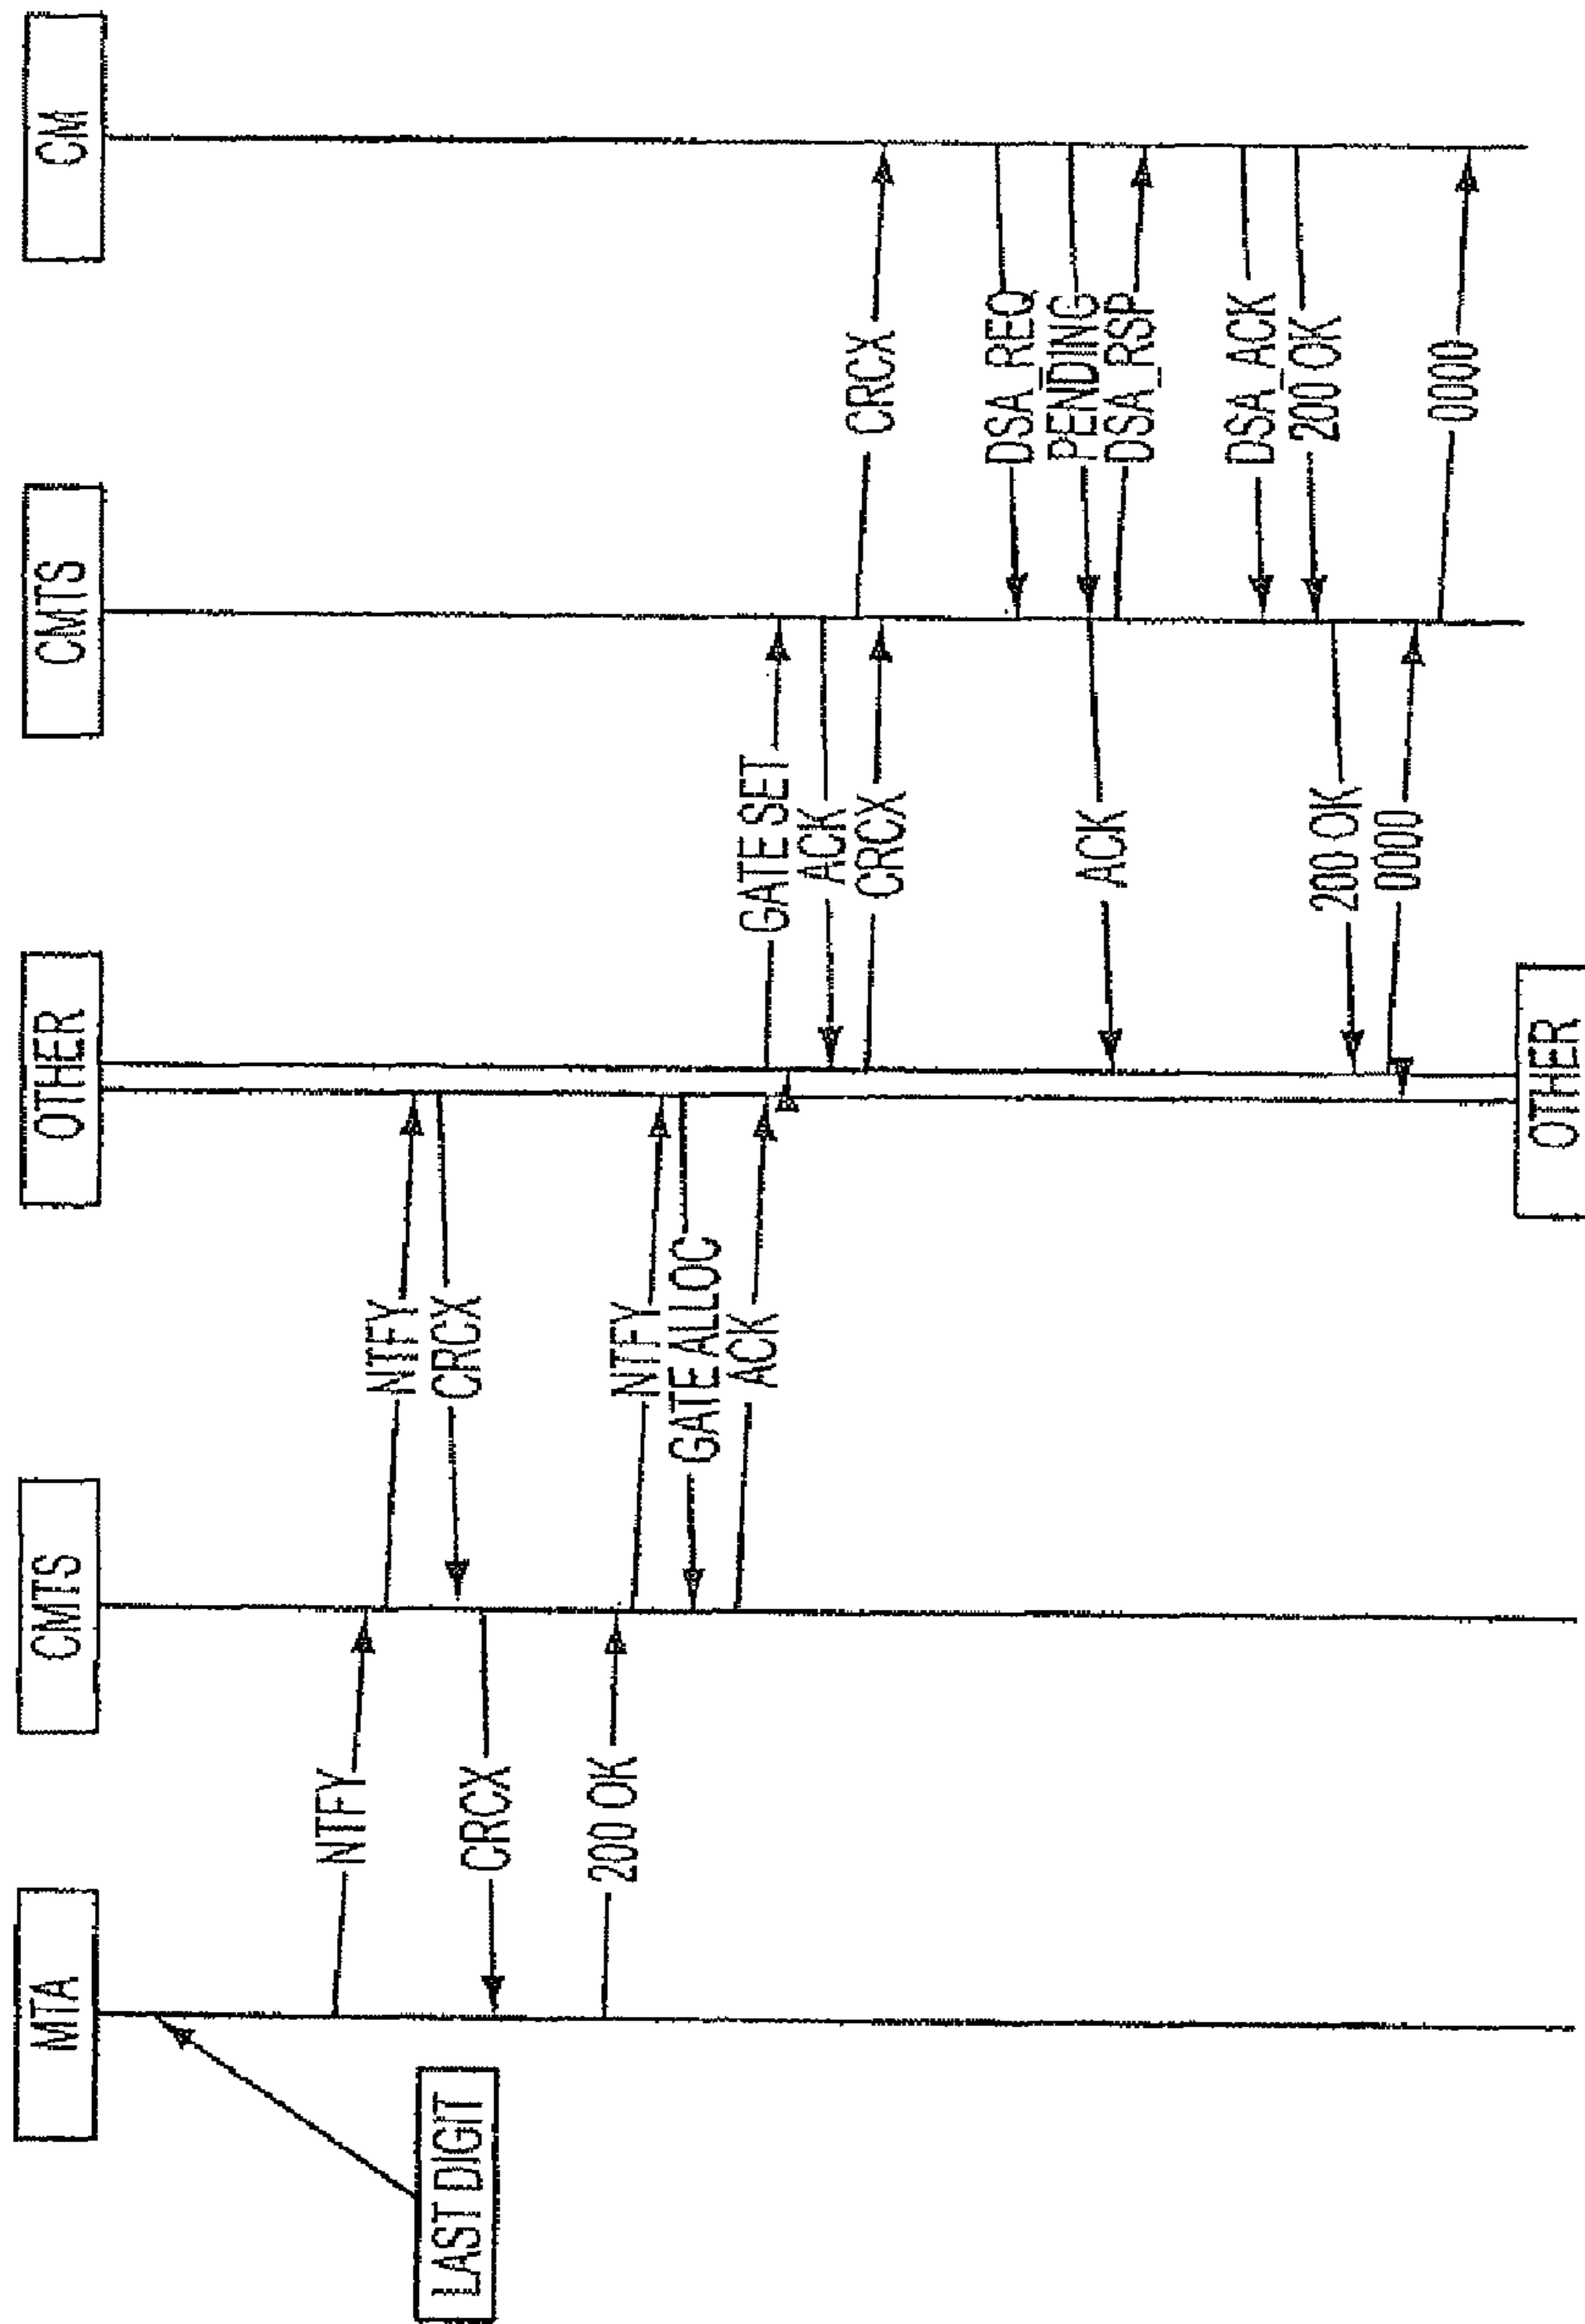 MTA
CMTS
OTHER
CMTS
CM
LAST DIGIT
NTFY
NTFY
CRCX
CRCX
200 OK
NTFY
GATE ALLOC
ACK
GATE SET
ACK
CRCX
CRCX
DSA_REQ
PENDING
ACK
DSA_RSP
DSA_ACK
200 OK
200 OK
0000
0000
OTHER